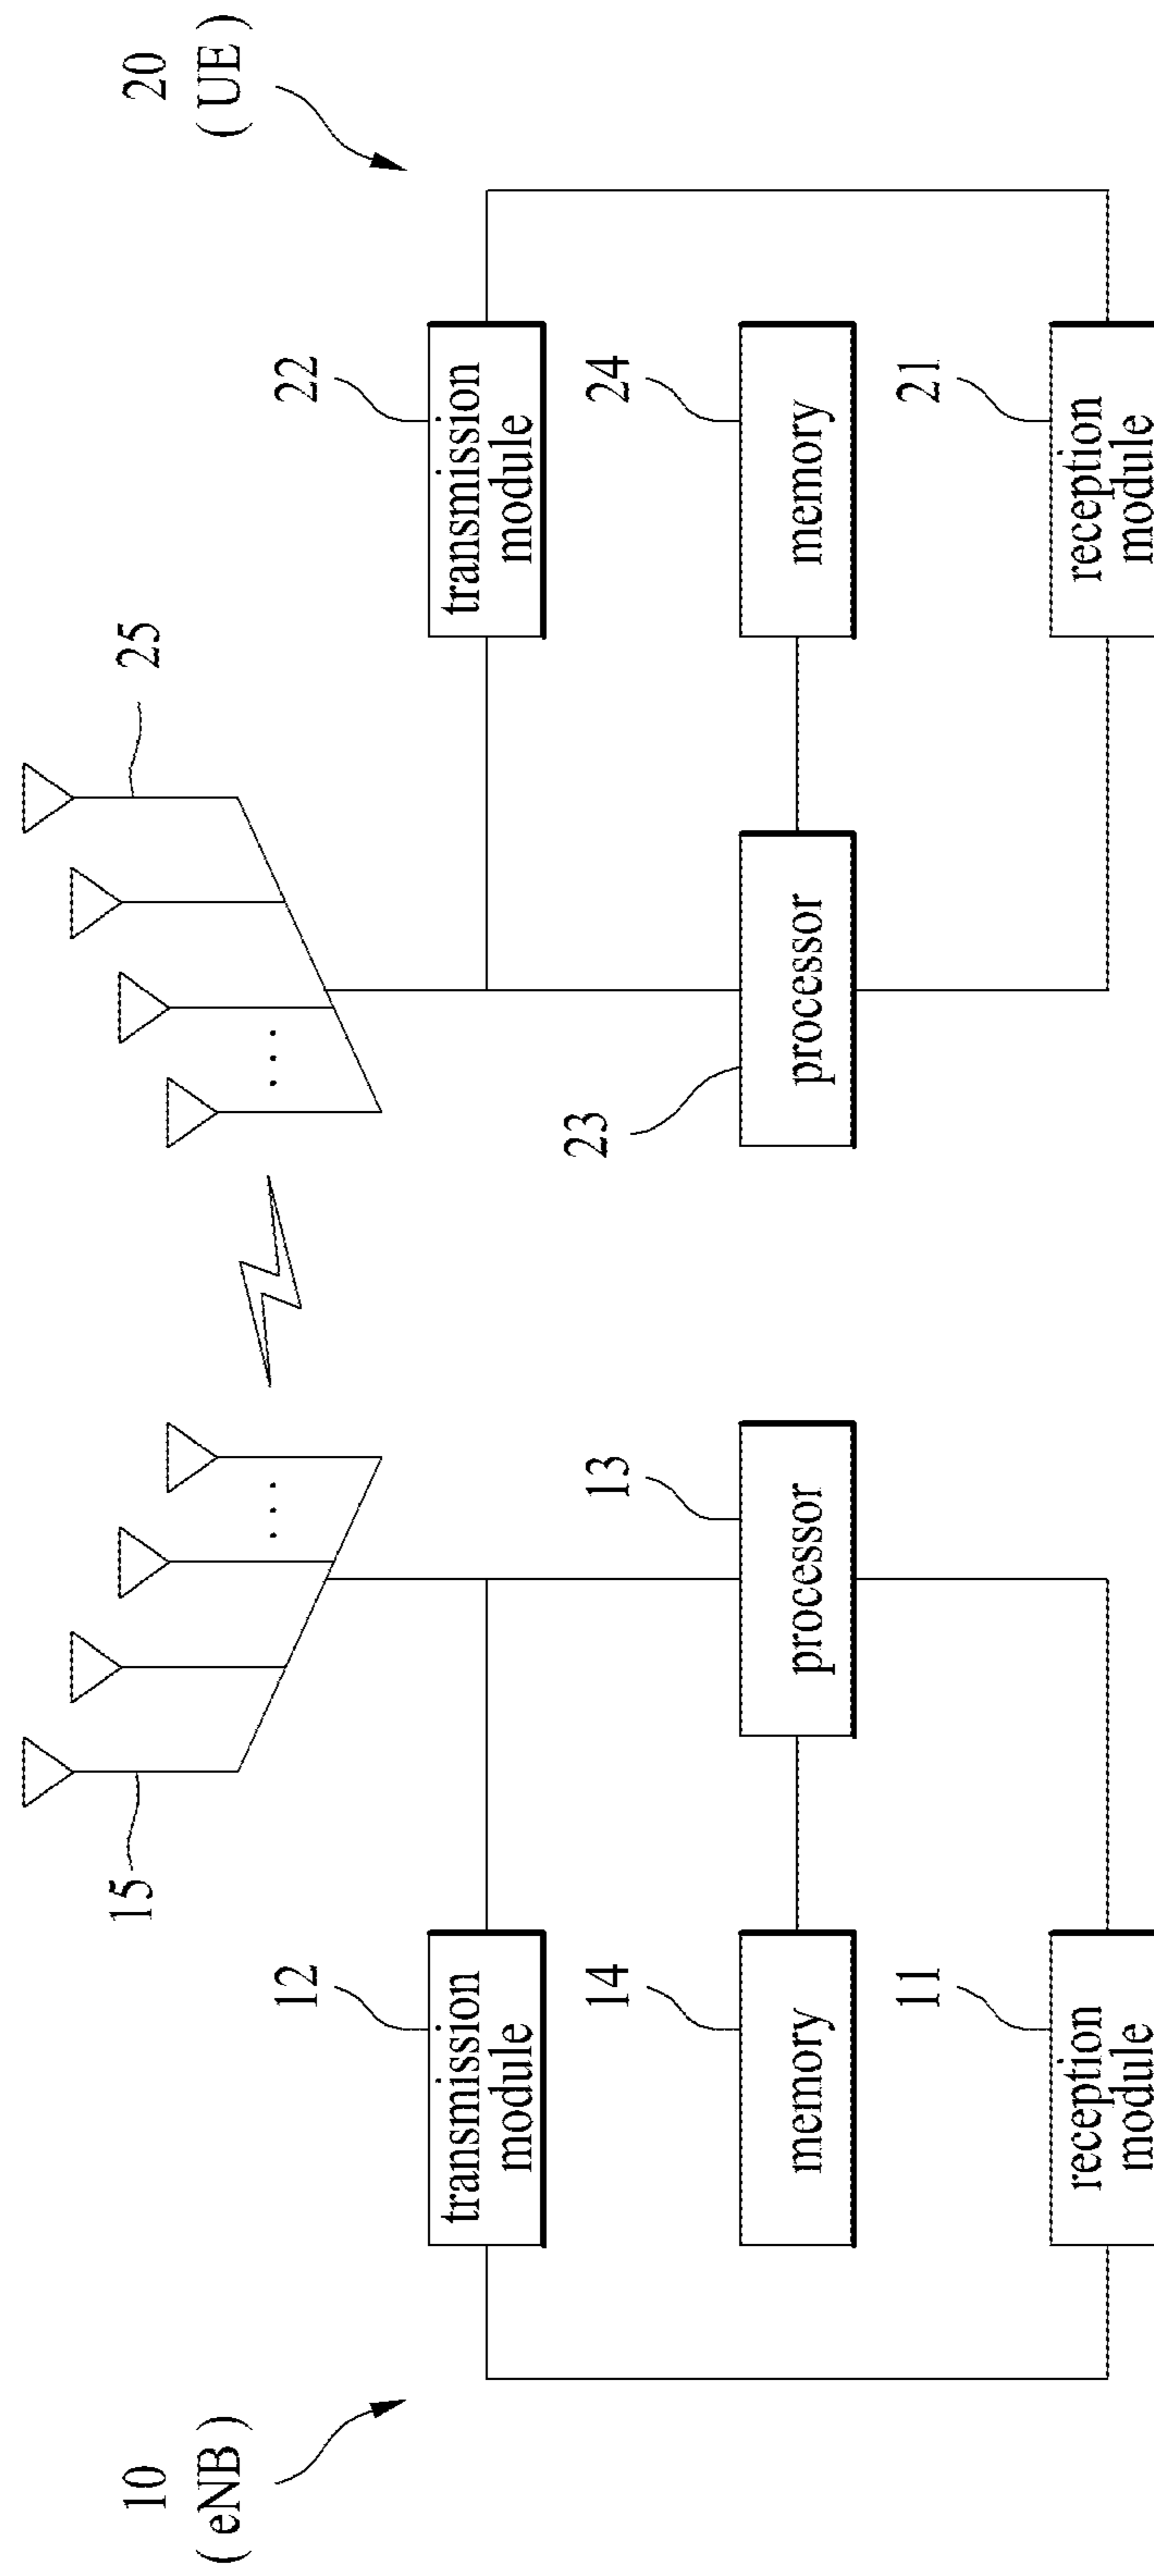 10
( eNB )
15
25
20
( UE )
12
transmission
module
22
transmission
module
14
memory
13
processor
23
processor
24
memory
11
reception
module
21
reception
module